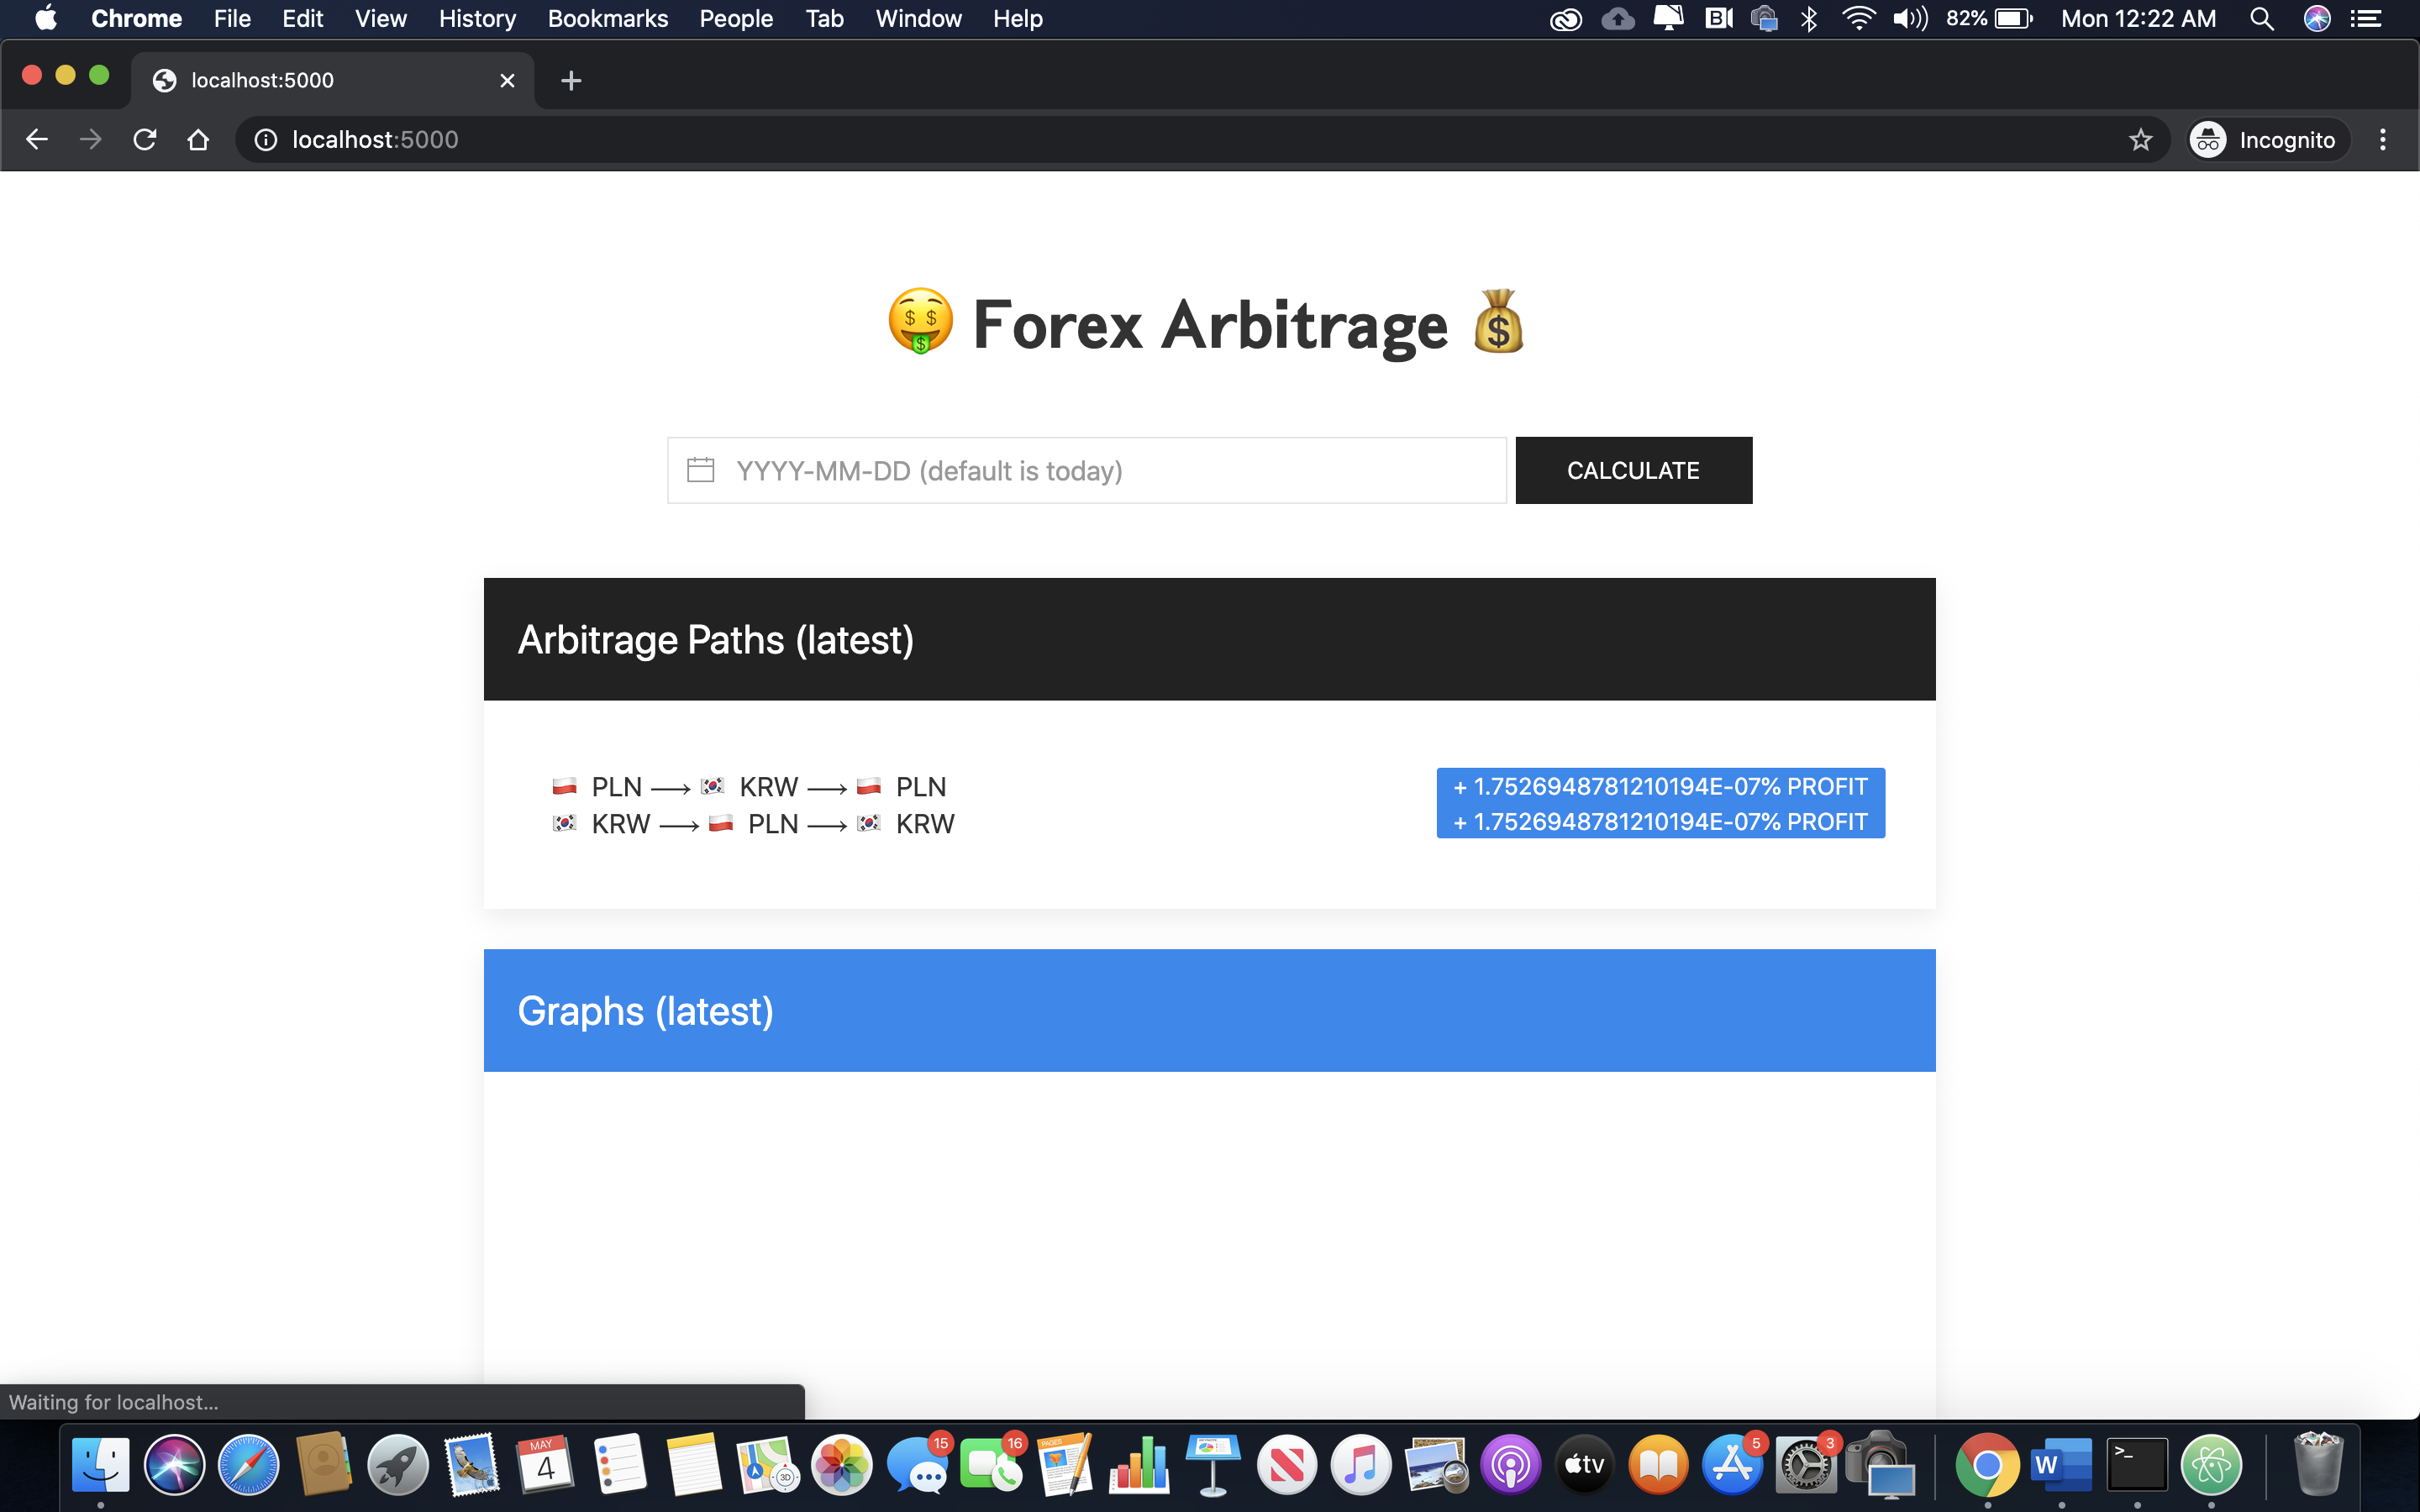 Chrome File Edit View History Bookmarks People Tab Window Help 82% Mon 12:22 AM
localhost:5000
localhost:5000 Incognito
Forex Arbitrage
YYYY-MM-DD (default is today) CALCULATE
Arbitrage Paths (latest)
PLN ⟶ KRW ⟶ PLN + 1.7526948781210194E-07% PROFIT
KRW ⟶ PLN ⟶ KRW + 1.7526948781210194E-07% PROFIT
Graphs (latest)
Waiting for localhost...
MAY 4 3D 15 16 PAGES tv 5 3 W >_